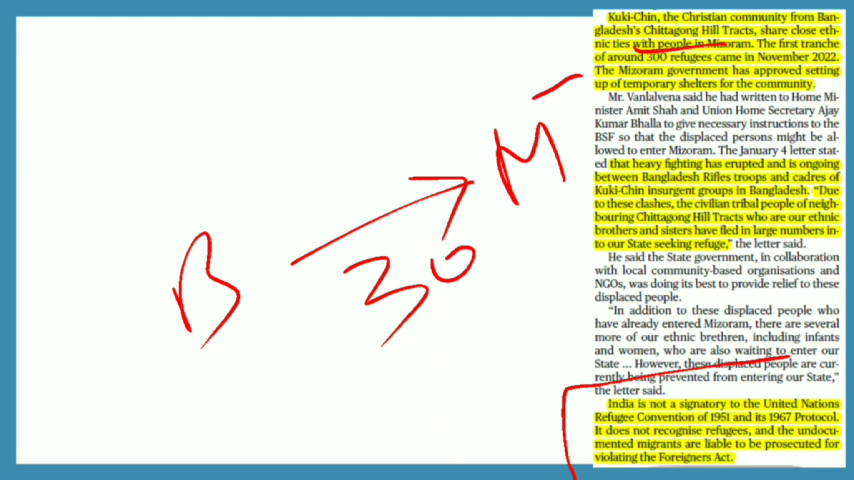 B
30
M
Kuki-Chin, the Christian community from Ban-
gladesh's Chittagong Hill Tracts, share close eth-
nic ties with people in Mizoram. The first tranche
of around 300 refugees came in November 2022.
The Mizoram government has approved setting
up of temporary shelters for the community.
Mr. Vanlalvena said he had written to Home Mi-
nister Amit Shah and Union Home Secretary Ajay
Kumar Bhalla to give necessary instructions to the
BSF so that the displaced persons might be al-
lowed to enter Mizoram. The January 4 letter stat-
ed that heavy fighting has erupted and is ongoing
between Bangladesh Rifles troops and cadres of
Kuki-Chin insurgent groups in Bangladesh. “Due
to these clashes, the civilian tribal people of neigh-
bouring Chittagong Hill Tracts who are our ethnic
brothers and sisters have fled in large numbers in-
to our State seeking refuge,” the letter said.
He said the State government, in collaboration
with local community-based organisations and
NGOs, was doing its best to provide relief to these
displaced people.
“In addition to these displaced people who
have already entered Mizoram, there are several
more of our ethnic brethren, including infants
and women, who are also waiting to enter our
State ... However, these displaced people are cur-
rently being prevented from entering our State,”
the letter said.
India is not a signatory to the United Nations
Refugee Convention of 1951 and its 1967 Protocol.
It does not recognise refugees, and the undocu-
mented migrants are liable to be prosecuted for
violating the Foreigners Act.